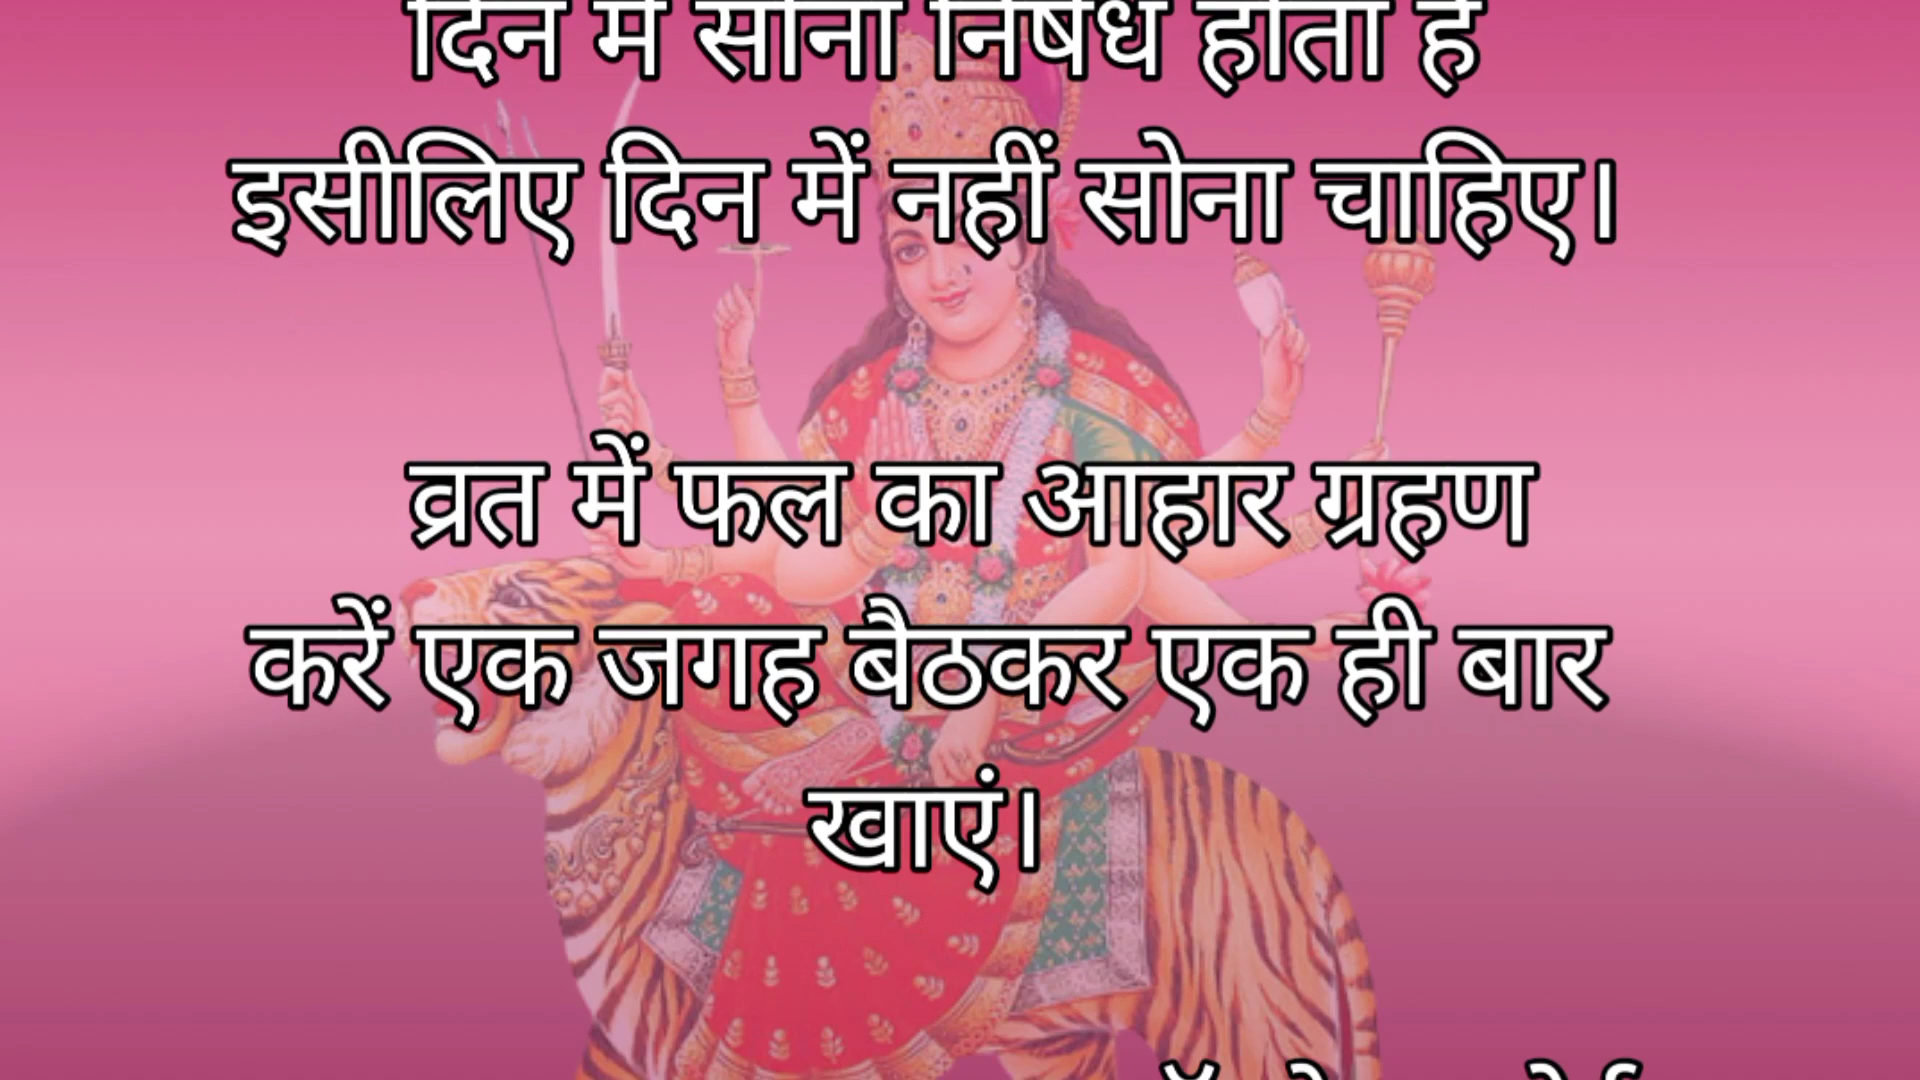 दिन में सोना निषेध होता है
इसीलिए दिन में नहीं सोना चाहिए।
व्रत में फल का आहार ग्रहण
करें एक जगह बैठकर एक ही बार
खाएं।